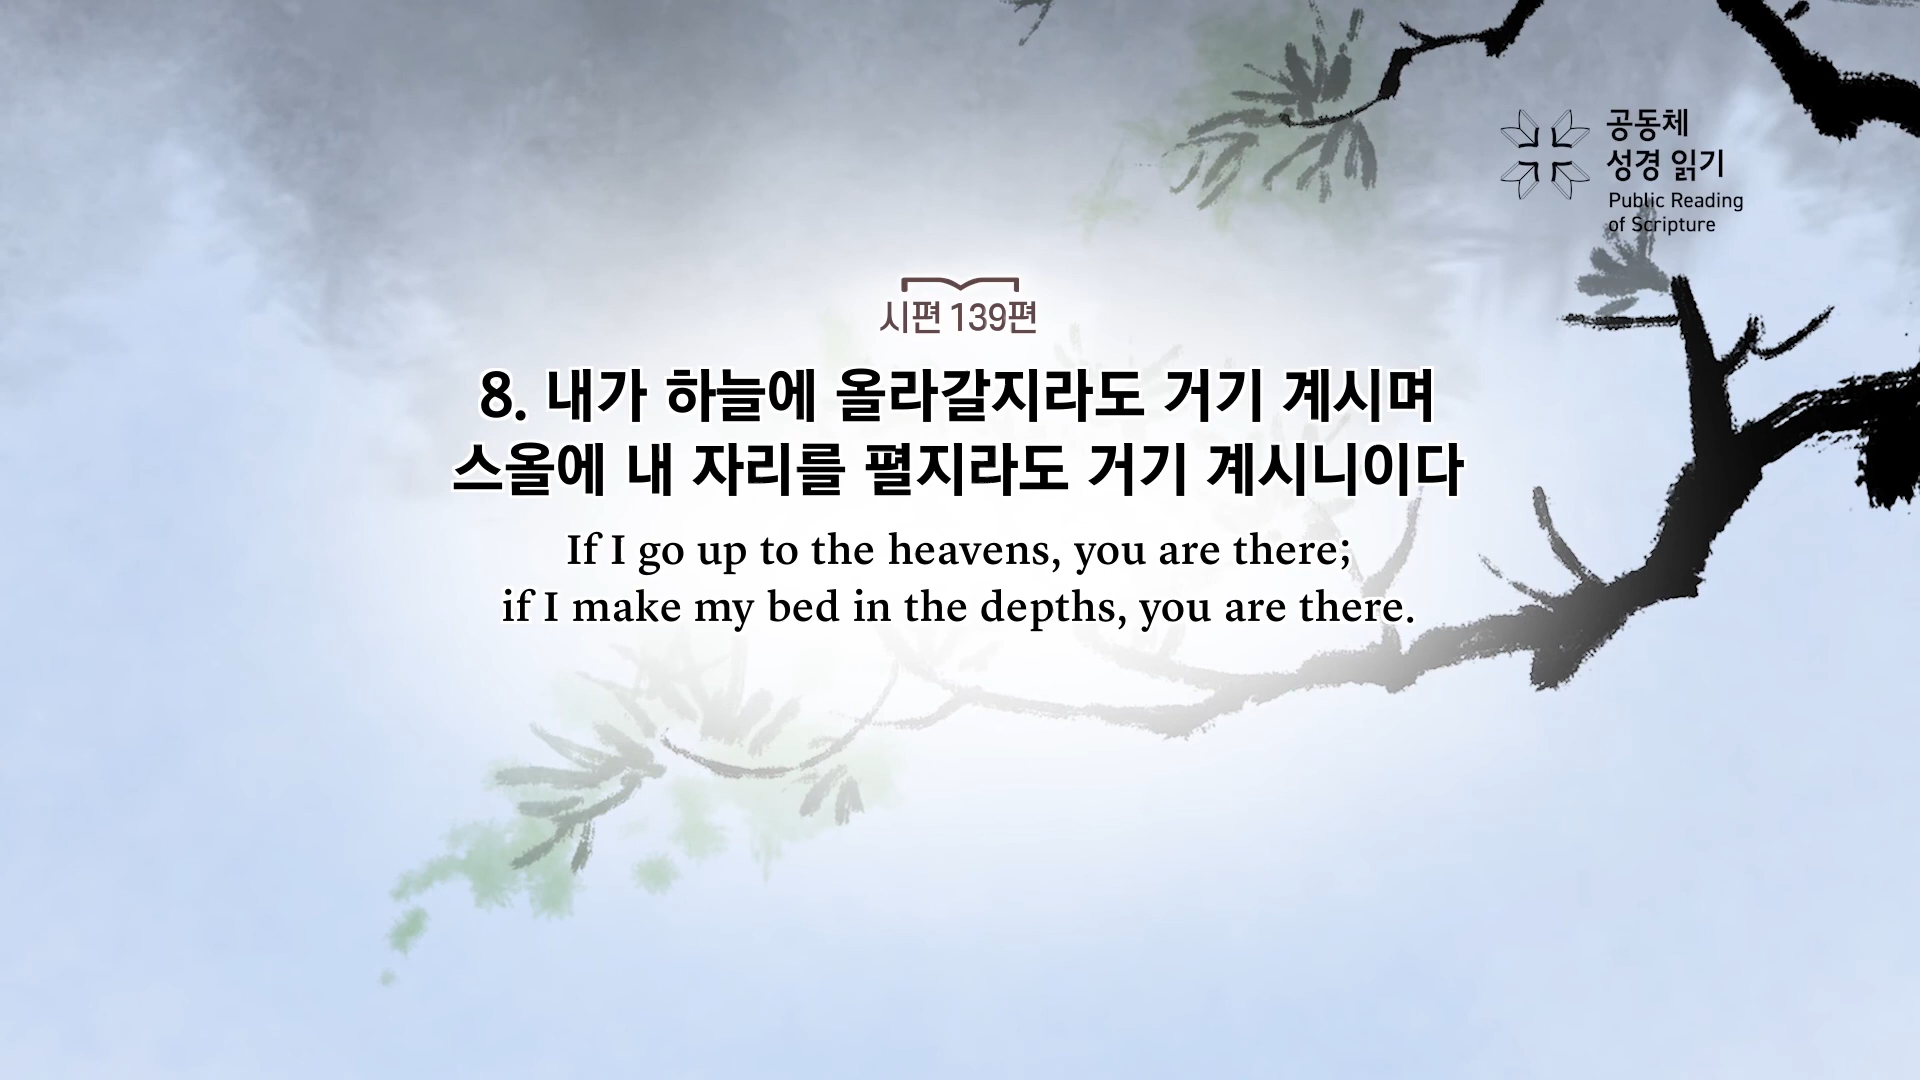 공동체
성경 읽기
Public Reading
of Scripture
시편 139편
8. 내가 하늘에 올라갈지라도 거기 계시며
스올에 내 자리를 펼지라도 거기 계시니이다
If I go up to the heavens, you are there;
if I make my bed in the depths, you are there.